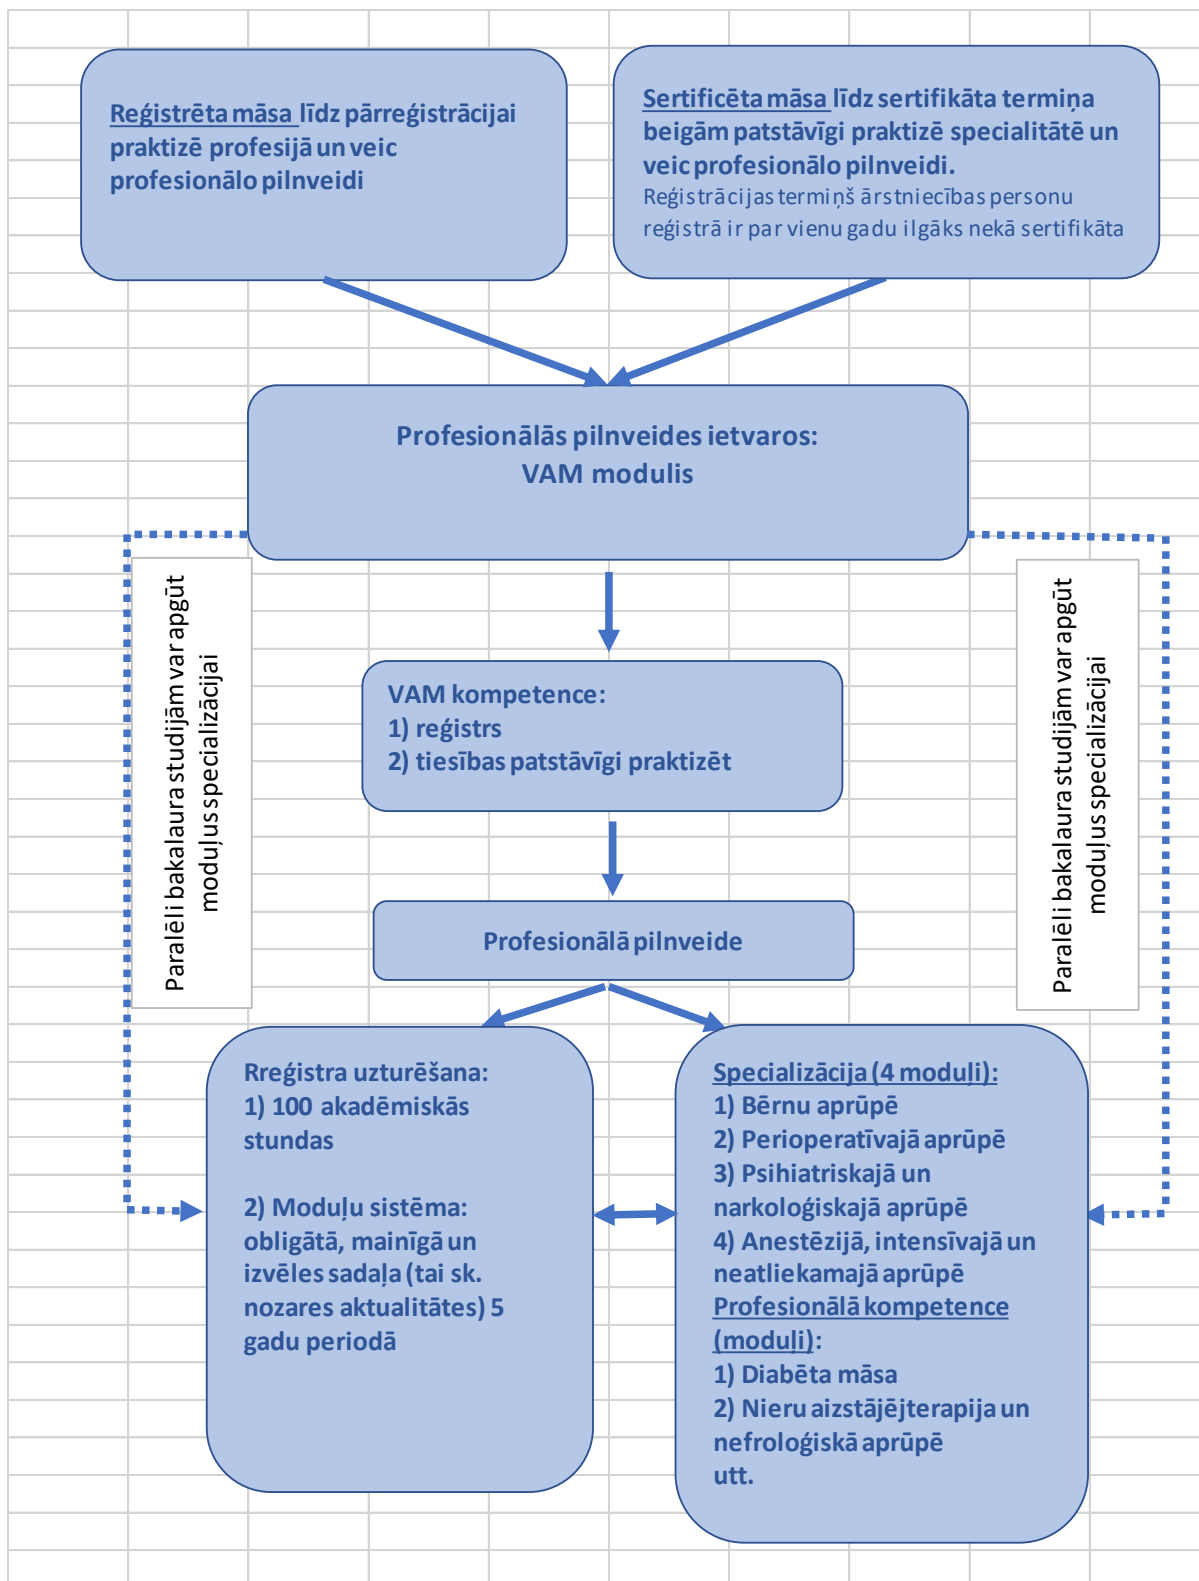 Reģistrēta māsa līdz pārreģistrācijai
praktizē profesijā un veic
profesionālo pilnveidi
Sertificēta māsa līdz sertifikāta termiņa
beigām patstāvīgi praktizē specialitātē un
veic profesionālo pilnveidi.
Reģistrācijas termiņš ārstniecības personu
reģistrā ir par vienu gadu ilgāks nekā sertifikāta
Profesionālās pilnveides ietvaros:
VAM modulis
Paralēli bakalaura studijām var apgūt
moduļus specializācijai
Paralēli bakalaura studijām var apgūt
moduļus specializācijai
VAM kompetence:
1) reģistrs
2) tiesības patstāvīgi praktizēt
Profesionālā pilnveide
Rreģistra uzturēšana:
1) 100 akadēmiskās
stundas
2) Moduļu sistēma:
obligātā, mainīgā un
izvēles sadaļa (tai sk.
nozares aktualitātes) 5
gadu periodā
Specializācija (4 moduļi):
1) Bērnu aprūpē
2) Perioperatīvajā aprūpē
3) Psihiatriskajā un
narkoloģiskajā aprūpē
4) Anestēzijā, intensīvajā un
neatliekamajā aprūpē
Profesionālā kompetence
(moduļi):
1) Diabēta māsa
2) Nieru aizstājējterapija un
nefroloģiskā aprūpē
utt.